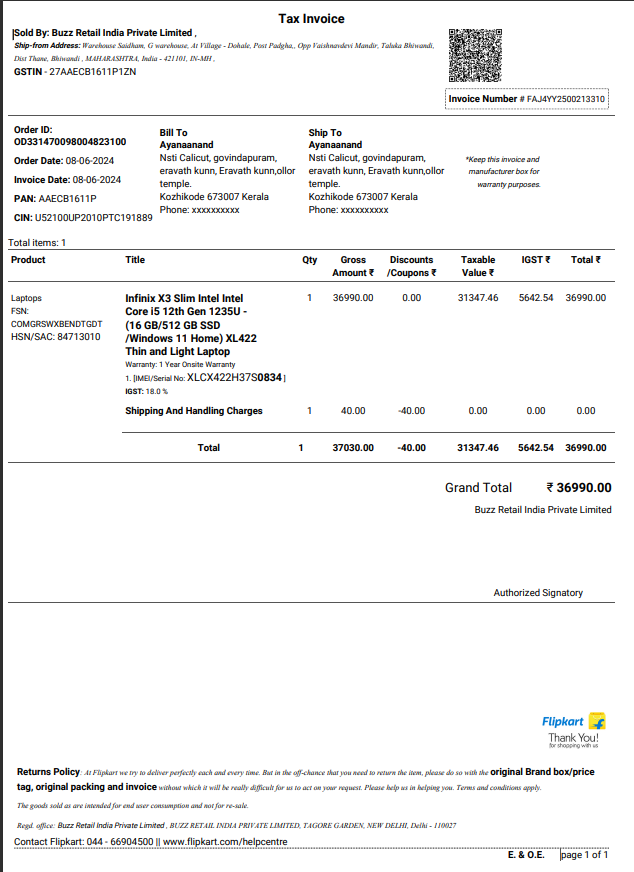 Tax Invoice
Sold By: Buzz Retail India Private Limited ,
Ship-from Address: Warehouse Saidham, G warehouse, At Village - Dohale, Post Padgha,, Opp Vaishnavdevi Mandir, Taluka Bhiwandi,
Dist Thane, Bhiwandi , MAHARASHTRA, India - 421101, IN-MH ,
GSTIN - 27AAECB1611P1ZN
Invoice Number # FAJ4YY2500213310
Order ID:
OD331470098004823100
Order Date: 08-06-2024
Invoice Date: 08-06-2024
PAN: AAECB1611P
CIN: U52100UP2010PTC191889
Bill To
Ayanaanand
Nsti Calicut, govindapuram,
eravath kunn, Eravath kunn,ollor
temple.
Kozhikode 673007 Kerala
Phone: xxxxxxxxxx
Ship To
Ayanaanand
Nsti Calicut, govindapuram,
eravath kunn, Eravath kunn,ollor
temple.
Kozhikode 673007 Kerala
Phone: xxxxxxxxxx
*Keep this invoice and
manufacturer box for
warranty purposes.
Total items: 1
Product Title Qty Gross Amount ₹ Discounts /Coupons ₹ Taxable Value ₹ IGST ₹ Total ₹
Laptops
FSN:
COMGRSWXBENDTGDT
HSN/SAC: 84713010
Infinix X3 Slim Intel Intel
Core i5 12th Gen 1235U -
(16 GB/512 GB SSD
/Windows 11 Home) XL422
Thin and Light Laptop
Warranty: 1 Year Onsite Warranty
1. [IMEI/Serial No: XLCX422H37S0834 ]
IGST: 18.0 %
1 36990.00 0.00 31347.46 5642.54 36990.00
Shipping And Handling Charges 1 40.00 -40.00 0.00 0.00 0.00
Total 1 37030.00 -40.00 31347.46 5642.54 36990.00
Grand Total ₹ 36990.00
Buzz Retail India Private Limited
Authorized Signatory
Flipkart
Thank You!
for shopping with us
Returns Policy: At Flipkart we try to deliver perfectly each and every time. But in the off-chance that you need to return the item, please do so with the original Brand box/price
tag, original packing and invoice without which it will be really difficult for us to act on your request. Please help us in helping you. Terms and conditions apply.
The goods sold as are intended for end user consumption and not for re-sale.
Regd. office: Buzz Retail India Private Limited , BUZZ RETAIL INDIA PRIVATE LIMITED, TAGORE GARDEN, NEW DELHI, Delhi - 110027
Contact Flipkart: 044 - 66904500 || www.flipkart.com/helpcentre
E. & O.E. page 1 of 1